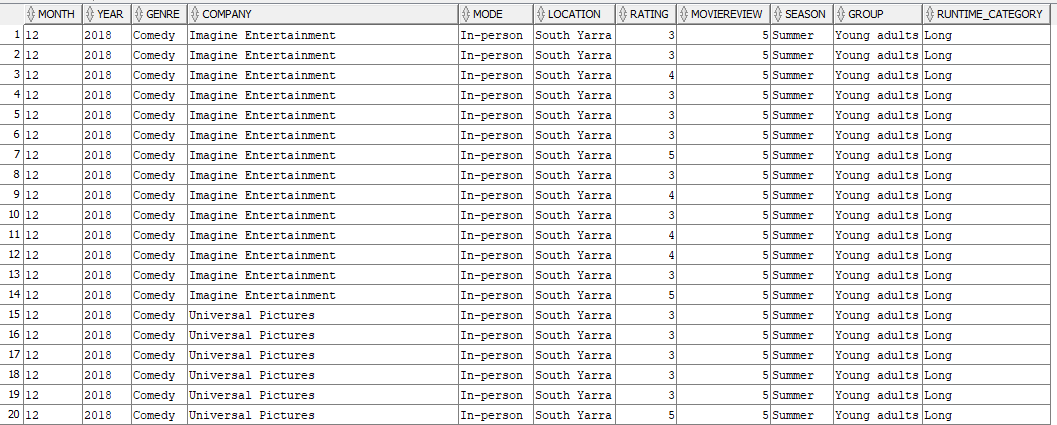 MONTH YEAR GENRE COMPANY MODE LOCATION RATING MOVIEREVIEW SEASON GROUP RUNTIME_CATEGORY
1 12 2018 Comedy Imagine Entertainment In-person South Yarra 3 5 Summer Young adults Long
2 12 2018 Comedy Imagine Entertainment In-person South Yarra 3 5 Summer Young adults Long
3 12 2018 Comedy Imagine Entertainment In-person South Yarra 4 5 Summer Young adults Long
4 12 2018 Comedy Imagine Entertainment In-person South Yarra 3 5 Summer Young adults Long
5 12 2018 Comedy Imagine Entertainment In-person South Yarra 3 5 Summer Young adults Long
6 12 2018 Comedy Imagine Entertainment In-person South Yarra 3 5 Summer Young adults Long
7 12 2018 Comedy Imagine Entertainment In-person South Yarra 5 5 Summer Young adults Long
8 12 2018 Comedy Imagine Entertainment In-person South Yarra 3 5 Summer Young adults Long
9 12 2018 Comedy Imagine Entertainment In-person South Yarra 4 5 Summer Young adults Long
10 12 2018 Comedy Imagine Entertainment In-person South Yarra 3 5 Summer Young adults Long
11 12 2018 Comedy Imagine Entertainment In-person South Yarra 4 5 Summer Young adults Long
12 12 2018 Comedy Imagine Entertainment In-person South Yarra 4 5 Summer Young adults Long
13 12 2018 Comedy Imagine Entertainment In-person South Yarra 3 5 Summer Young adults Long
14 12 2018 Comedy Imagine Entertainment In-person South Yarra 5 5 Summer Young adults Long
15 12 2018 Comedy Universal Pictures In-person South Yarra 3 5 Summer Young adults Long
16 12 2018 Comedy Universal Pictures In-person South Yarra 3 5 Summer Young adults Long
17 12 2018 Comedy Universal Pictures In-person South Yarra 3 5 Summer Young adults Long
18 12 2018 Comedy Universal Pictures In-person South Yarra 3 5 Summer Young adults Long
19 12 2018 Comedy Universal Pictures In-person South Yarra 3 5 Summer Young adults Long
20 12 2018 Comedy Universal Pictures In-person South Yarra 5 5 Summer Young adults Long